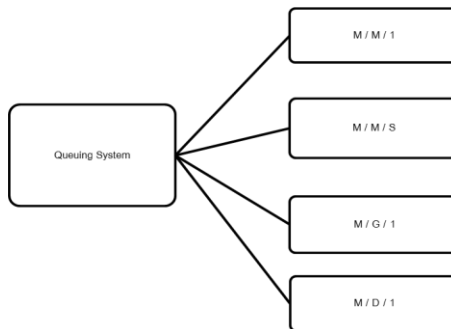 Queuing System
M / M / 1
M / M / S
M / G / 1
M / D / 1